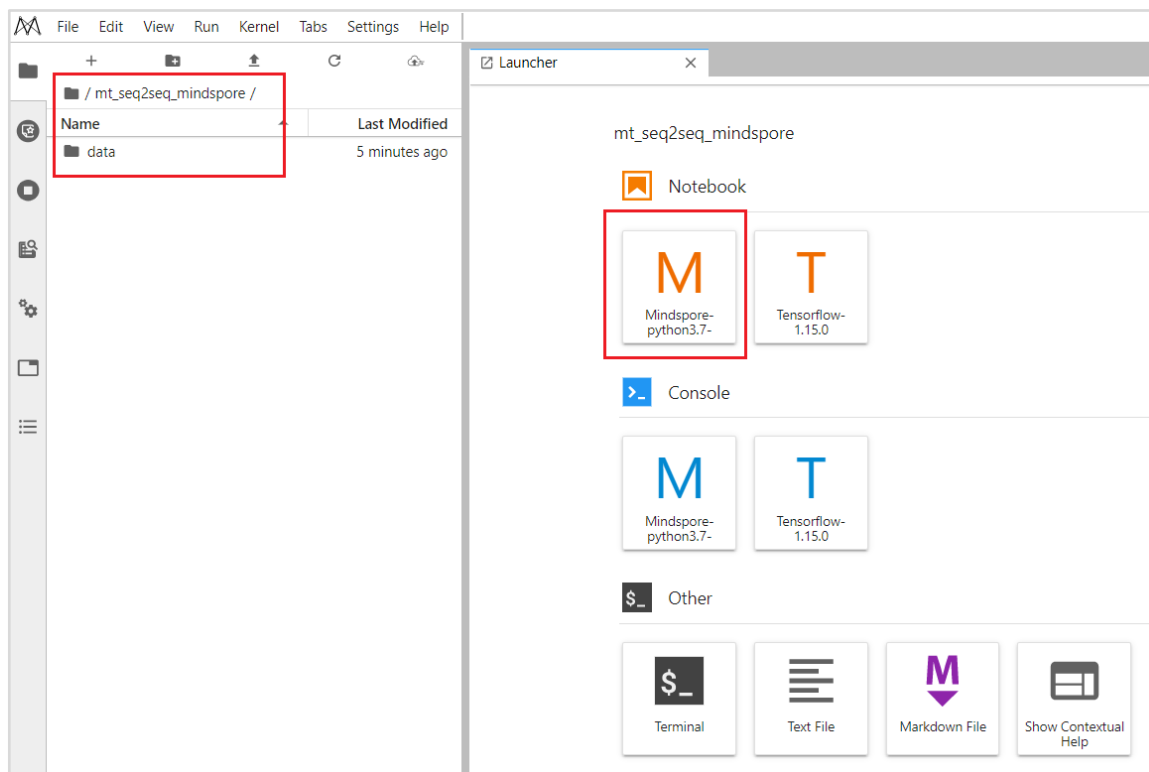 File Edit View Run Kernel Tabs Settings Help
Launcher
/ mt_seq2seq_mindspore /
Name Last Modified
data 5 minutes ago
mt_seq2seq_mindspore
Notebook
M T
Mindspore- Tensorflow-
python3.7- 1.15.0
Console
M T
Mindspore- Tensorflow-
python3.7- 1.15.0
$_ Other
$_ M
Terminal Text File Markdown File Show Contextual
Help